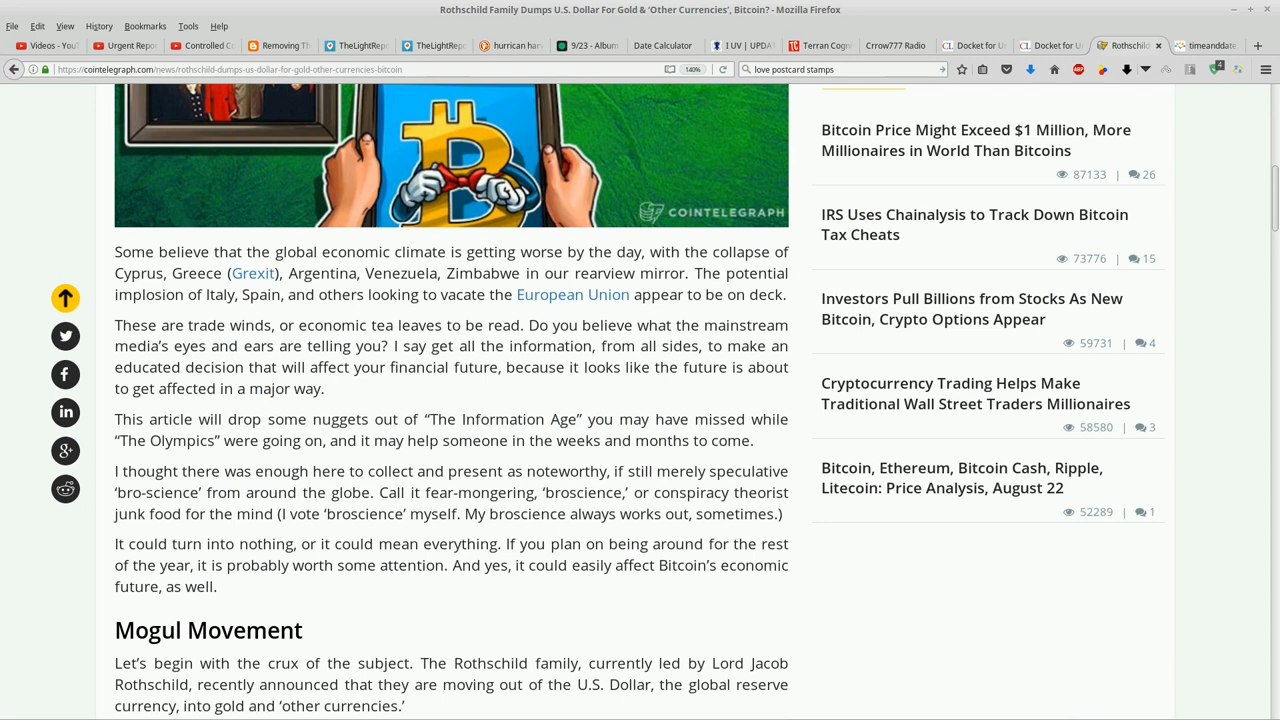 Rothschild Family Dumps U.S. Dollar For Gold & ‘Other Currencies’, Bitcoin? - Mozilla Firefox
File Edit View History Bookmarks Tools Help
Videos - You
Urgent Repo
Controlled C
Removing Th
TheLightRep
TheLightRep
hurrican har
9/23 - Album
Date Calculator
I UV | UPDA
Terran Cogn
Crrow777 Radio
Docket for U
Docket for U
Rothschild
timeanddate
https://cointelegraph.com/news/rothschild-dumps-us-dollar-for-gold-other-currencies-bitcoin
140%
love postcard stamps
ABP
4
COINTELEGRAPH
Some believe that the global economic climate is getting worse by the day, with the collapse of
Cyprus, Greece (Grexit), Argentina, Venezuela, Zimbabwe in our rearview mirror. The potential
implosion of Italy, Spain, and others looking to vacate the European Union appear to be on deck.
These are trade winds, or economic tea leaves to be read. Do you believe what the mainstream
media’s eyes and ears are telling you? I say get all the information, from all sides, to make an
educated decision that will affect your financial future, because it looks like the future is about
to get affected in a major way.
This article will drop some nuggets out of “The Information Age” you may have missed while
“The Olympics” were going on, and it may help someone in the weeks and months to come.
I thought there was enough here to collect and present as noteworthy, if still merely speculative
‘bro-science’ from around the globe. Call it fear-mongering, ‘broscience,’ or conspiracy theorist
junk food for the mind (I vote ‘broscience’ myself. My broscience always works out, sometimes.)
It could turn into nothing, or it could mean everything. If you plan on being around for the rest
of the year, it is probably worth some attention. And yes, it could easily affect Bitcoin’s economic
future, as well.
Mogul Movement
Let’s begin with the crux of the subject. The Rothschild family, currently led by Lord Jacob
Rothschild, recently announced that they are moving out of the U.S. Dollar, the global reserve
currency, into gold and ‘other currencies.’
Bitcoin Price Might Exceed $1 Million, More
Millionaires in World Than Bitcoins
87133 | 26
IRS Uses Chainalysis to Track Down Bitcoin
Tax Cheats
73776 | 15
Investors Pull Billions from Stocks As New
Bitcoin, Crypto Options Appear
59731 | 4
Cryptocurrency Trading Helps Make
Traditional Wall Street Traders Millionaires
58580 | 3
Bitcoin, Ethereum, Bitcoin Cash, Ripple,
Litecoin: Price Analysis, August 22
52289 | 1